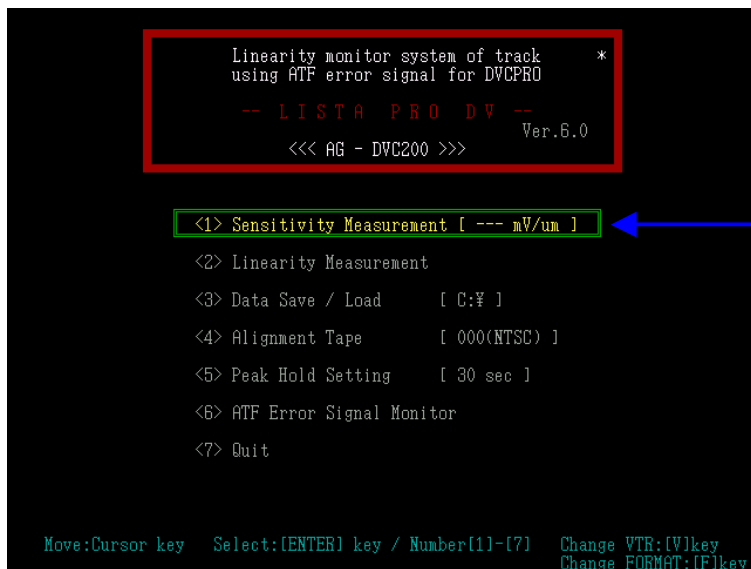 Linearity monitor system of track *
using ATF error signal for DVCPRO
-- L I S T A  P R O  D V --
Ver.6.0
<<< AG - DVC200 >>>
<1> Sensitivity Measurement [ --- mV/um ]
<2> Linearity Measurement
<3> Data Save / Load [ C:¥ ]
<4> Alignment Tape [ 000(NTSC) ]
<5> Peak Hold Setting [ 30 sec ]
<6> ATF Error Signal Monitor
<7> Quit
Move:Cursor key Select:[ENTER] key / Number[1]-[7] Change VTR:[V]key
Change FORMAT:[F]key